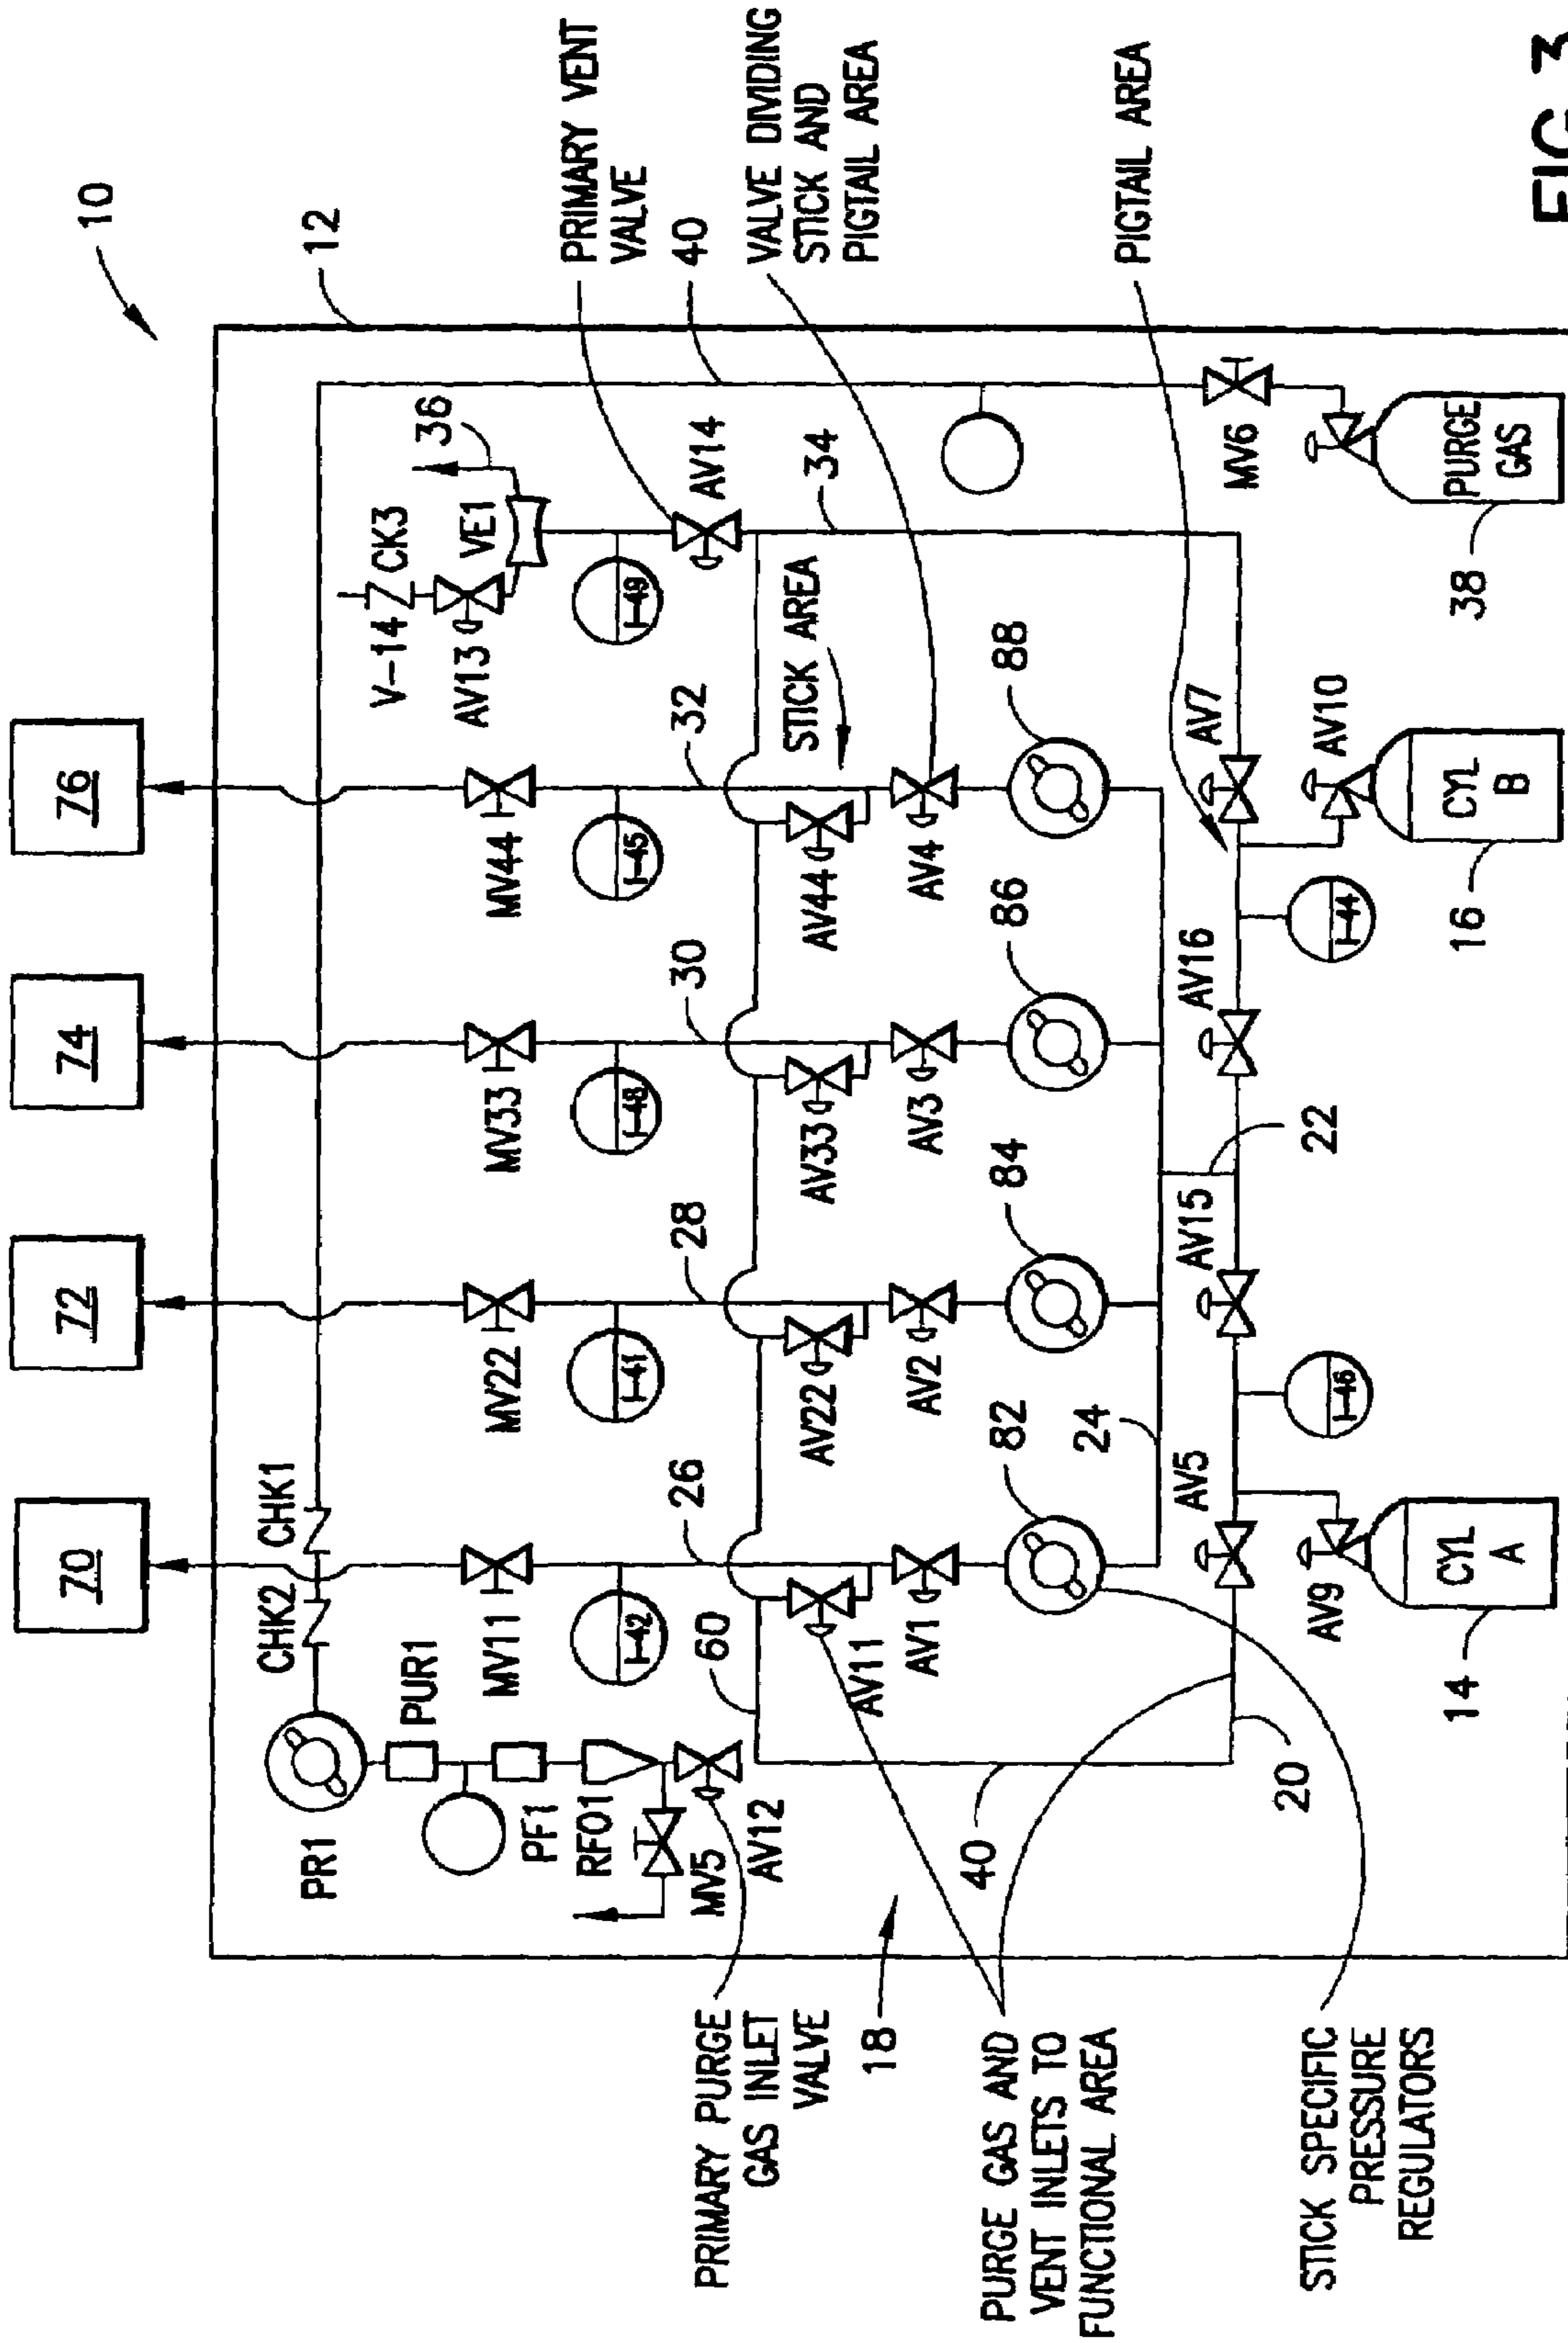 10
12
70
72
74
76
CHK2
CHK1
36
PRIMARY VENT
VALVE
40
VALVE DIVIDING
STICK AND
PIGTAIL AREA
PIGTAIL AREA
V-14
CK3
AV13
VE1
AV14
I-49
34
PR1
PUR1
PF1
RFO1
MV5
AV12
MV11
MV22
MV33
MV44
I-42
I-41
I-48
I-45
60
26
28
30
32
STICK AREA
AV11
AV22
AV33
AV44
AV1
AV2
AV3
AV4
82
84
86
88
24
22
40
20
AV5
AV15
AV16
AV7
I-46
I-44
AV9
AV10
MV6
CYL
A
CYL
B
PURGE
GAS
14
16
38
18
PRIMARY PURGE
GAS INLET
VALVE
PURGE GAS AND
VENT INLETS TO
FUNCTIONAL AREA
STICK SPECIFIC
PRESSURE
REGULATORS
FIG. 3